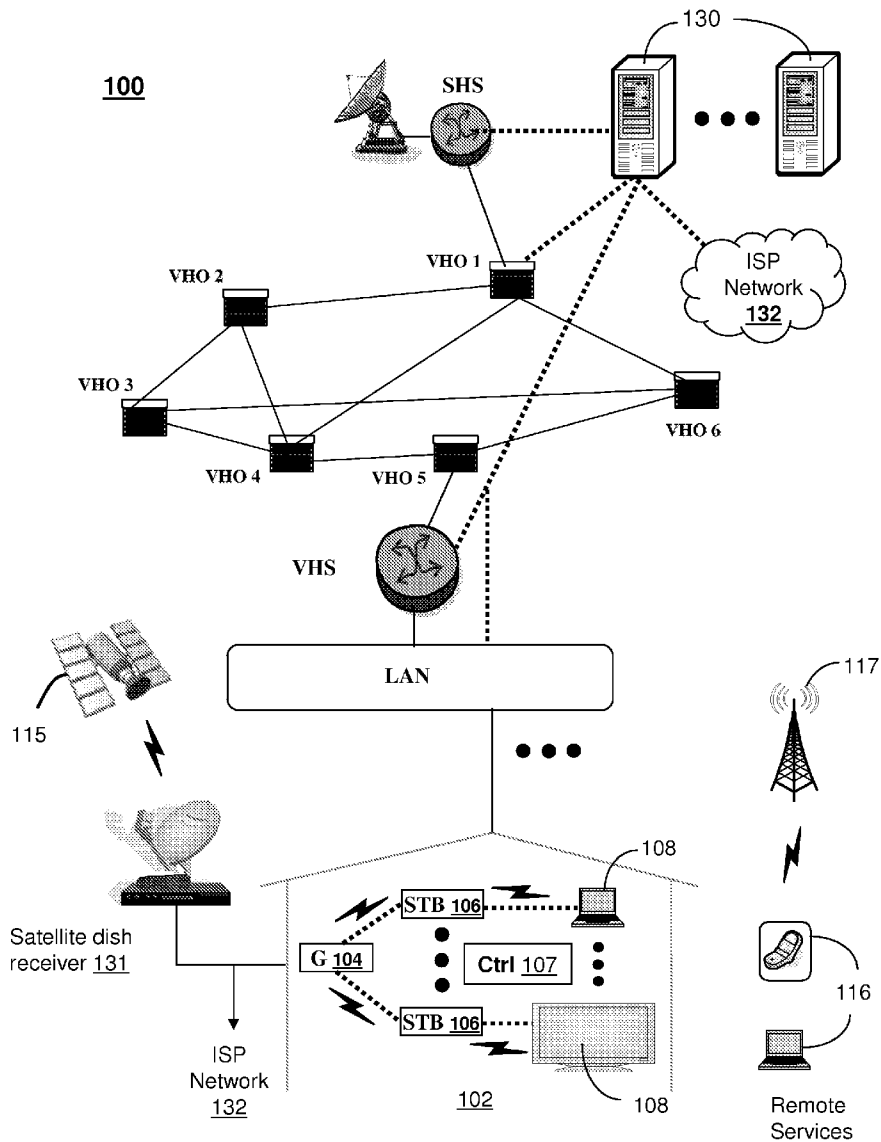 130
100
SHS
VHO 1
ISP
Network
132
VHO 2
VHO 3
VHO 6
VHO 4
VHO 5
VHS
LAN
117
115
108
STB 106
Satellite dish
receiver 131
G 104
Ctrl 107
116
STB 106
ISP
Network
132
102
108
Remote
Services